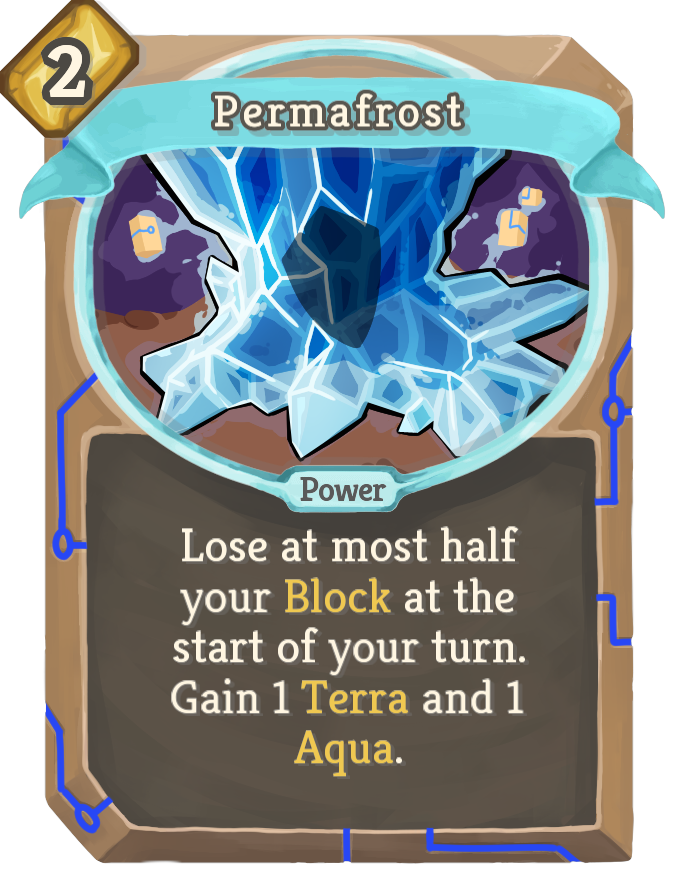 2
Permafrost
Power
Lose at most half
your Block at the
start of your turn.
Gain 1 Terra and 1
Aqua.